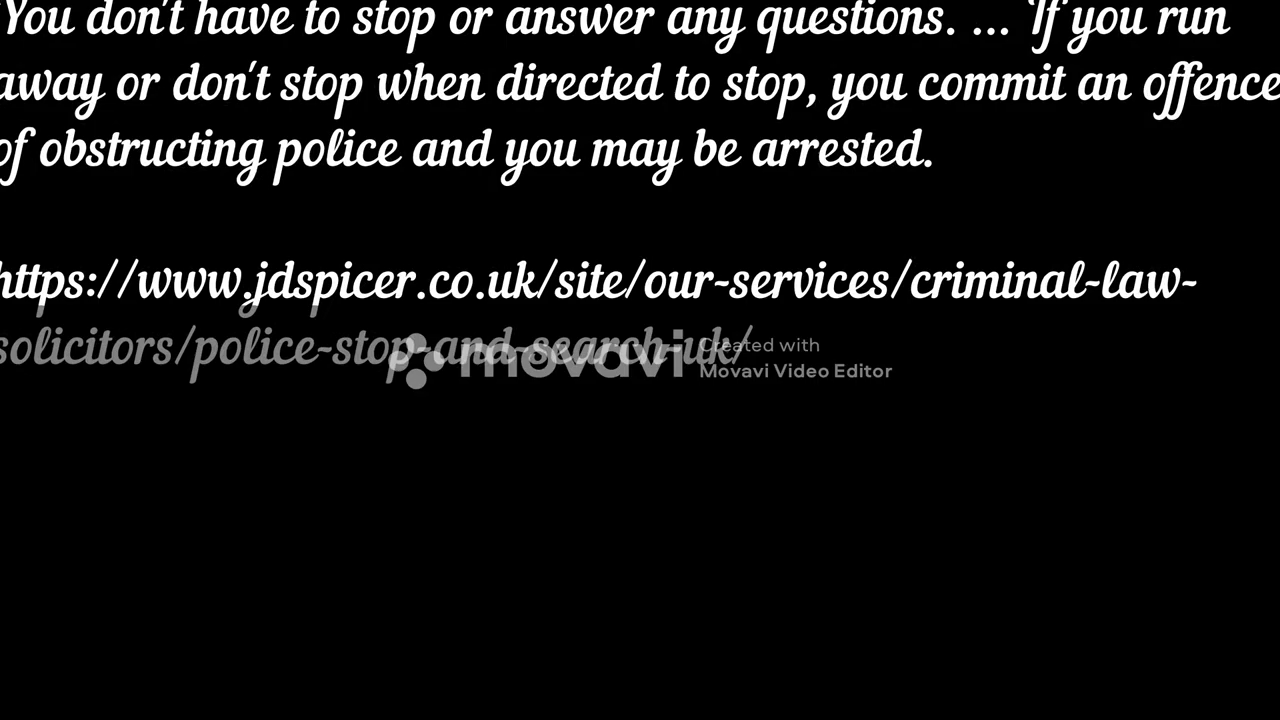 "You don't have to stop or answer any questions. ... 'If you run
away or don't stop when directed to stop, you commit an offence
of obstructing police and you may be arrested.
https://www.jdspicer.co.uk/site/our-services/criminal-law-
solicitors/police-stop-and-search-uk/
movavi
Created with
Movavi Video Editor